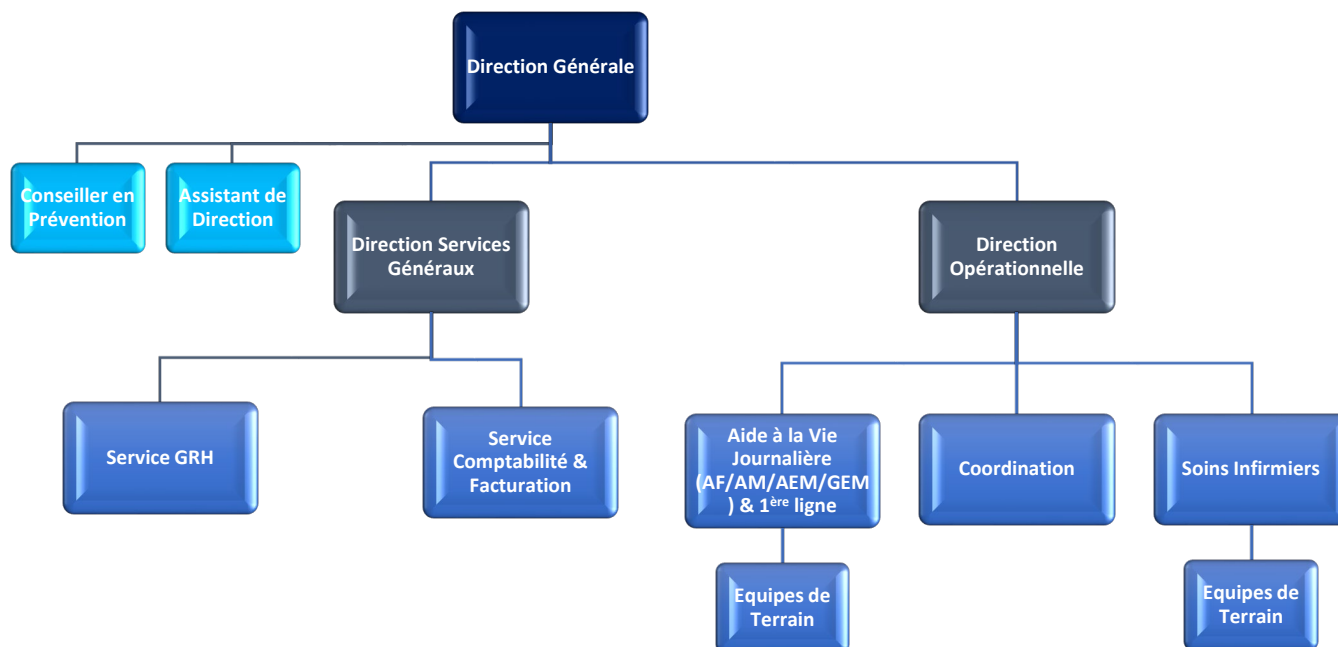 Direction Générale
Conseiller en
Prévention
Assistant de
Direction
Direction Services
Généraux
Direction
Opérationnelle
Service GRH
Service
Comptabilité &
Facturation
Aide à la Vie
Journalière
(AF/AM/AEM/GEM
) & 1ère ligne
Coordination
Soins Infirmiers
Equipes de
Terrain
Equipes de
Terrain